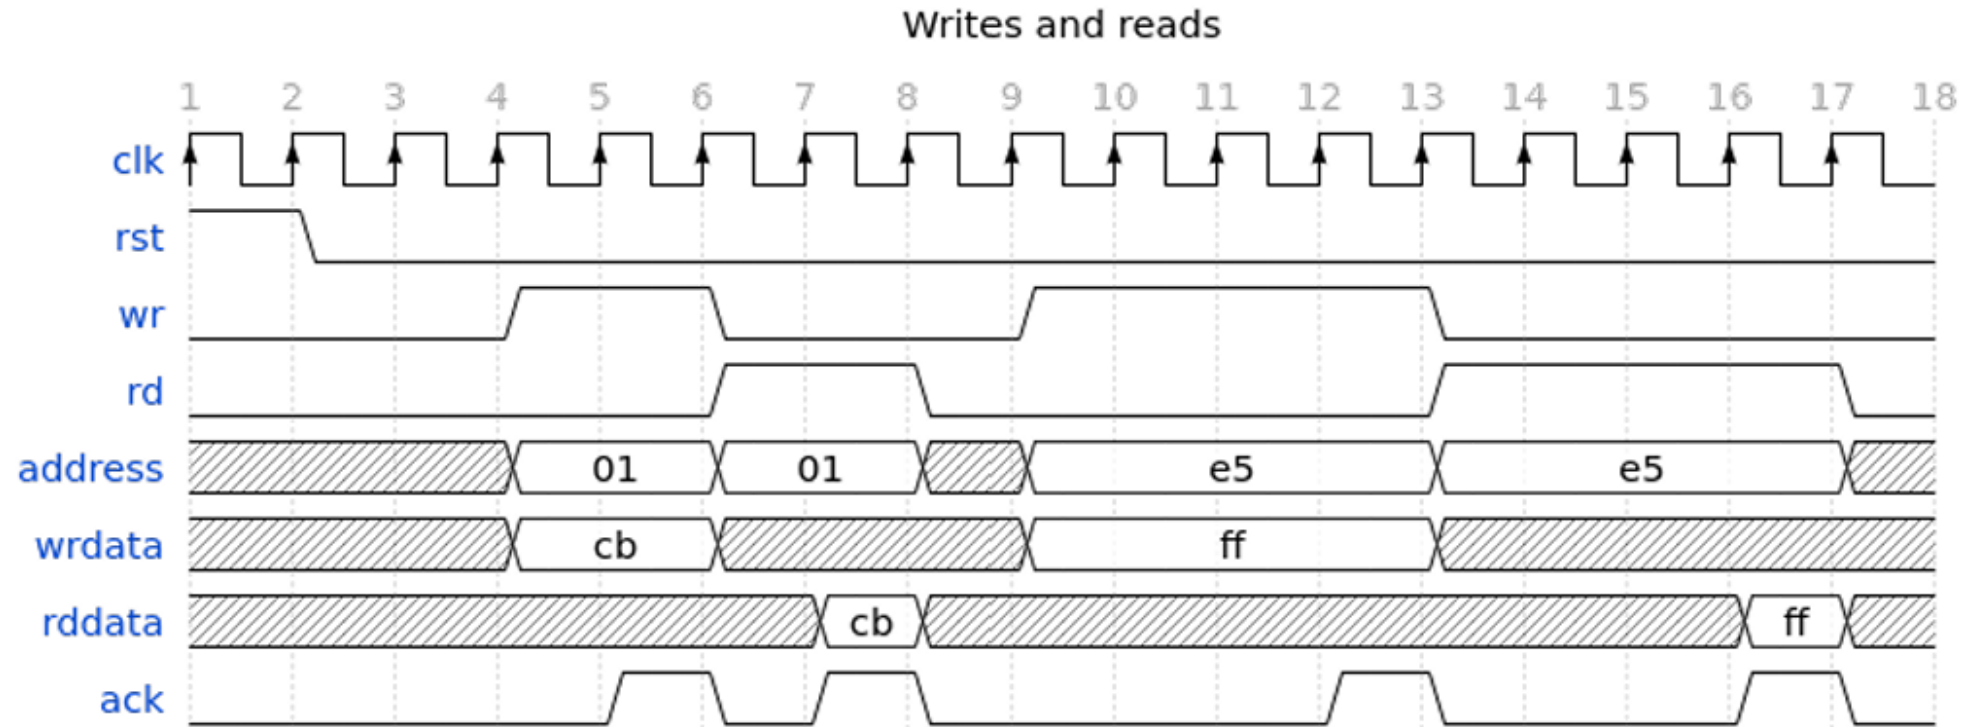 Writes and reads
1 2 3 4 5 6 7 8 9 10 11 12 13 14 15 16 17 18
clk
rst
wr
rd
address 01 01 e5 e5
wrdata cb ff
rddata cb ff
ack